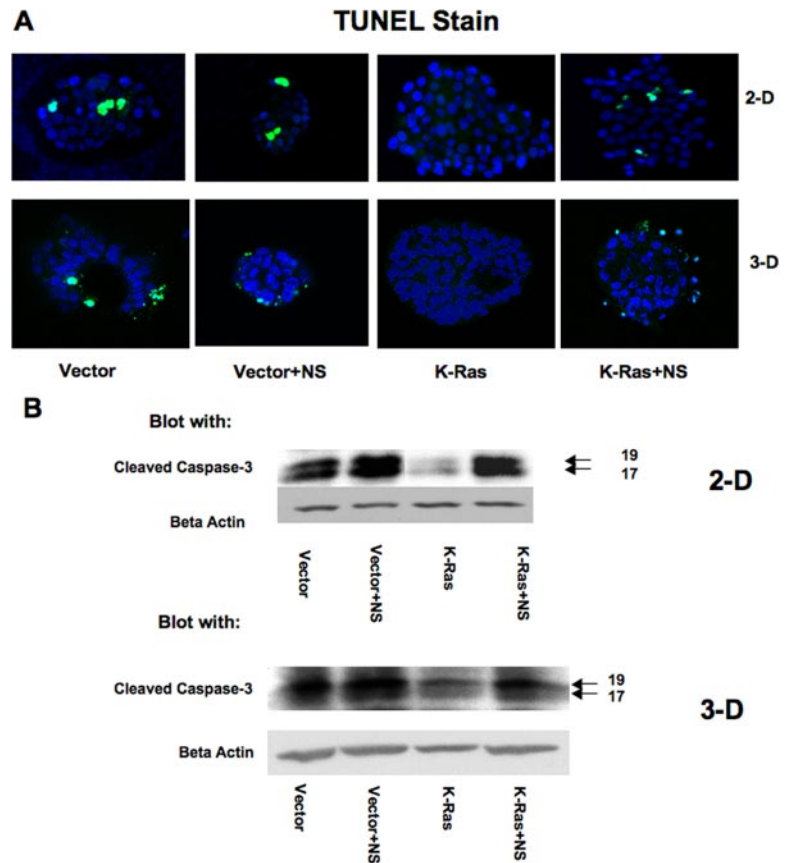 A
TUNEL Stain
2-D
3-D
Vector Vector+NS K-Ras K-Ras+NS
B
Blot with:
Cleaved Caspase-3
19
17
2-D
Beta Actin
Vector
Vector+NS
K-Ras
K-Ras+NS
Blot with:
Cleaved Caspase-3
19
17
3-D
Beta Actin
Vector
Vector+NS
K-Ras
K-Ras+NS